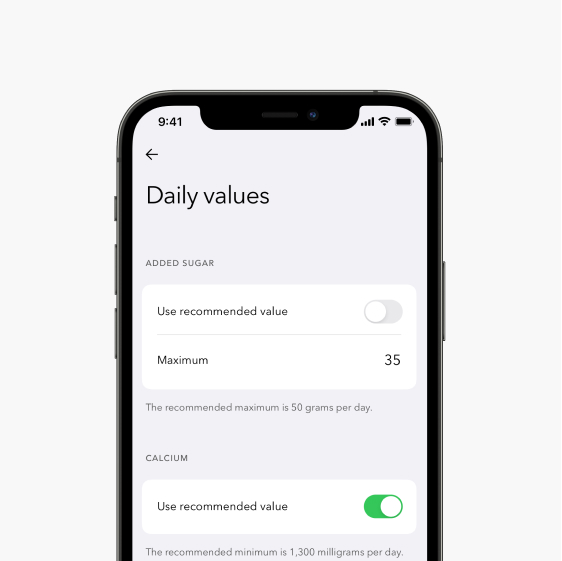 9:41
Daily values
ADDED SUGAR
Use recommended value
Maximum 35
The recommended maximum is 50 grams per day.
CALCIUM
Use recommended value
The recommended minimum is 1,300 milligrams per day.